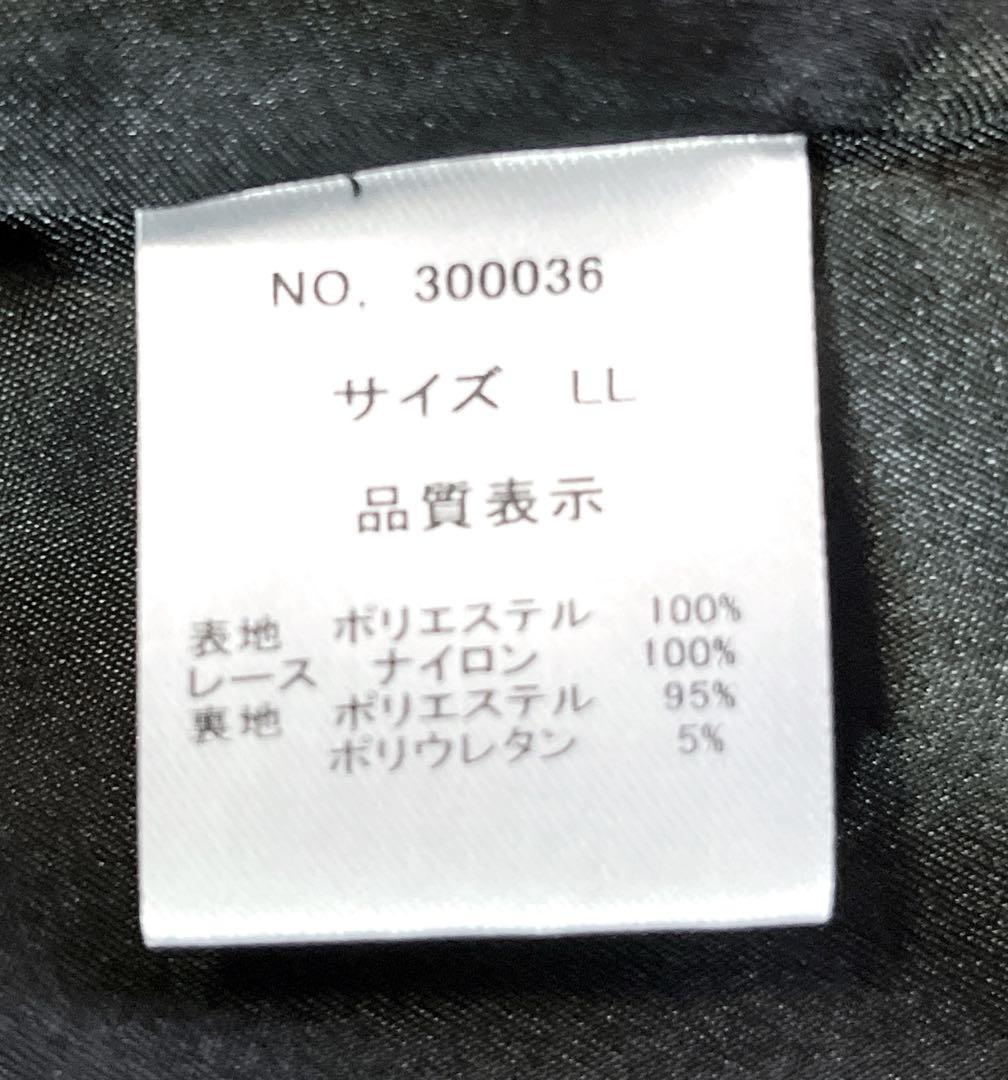 NO. 300036
サイズ LL
品質表示
表地 ポリエステル 100%
レース ナイロン 100%
裏地 ポリエステル 95%
ポリウレタン 5%